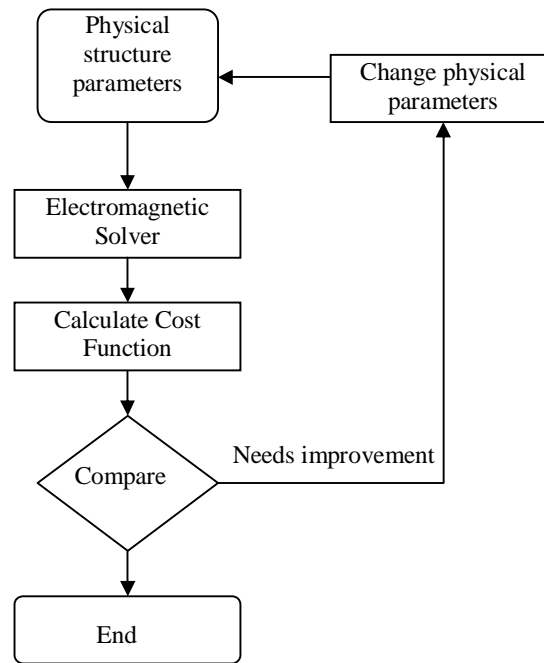 Physical
structure
parameters
Change physical
parameters
Electromagnetic
Solver
Calculate Cost
Function
Needs improvement
Compare
End